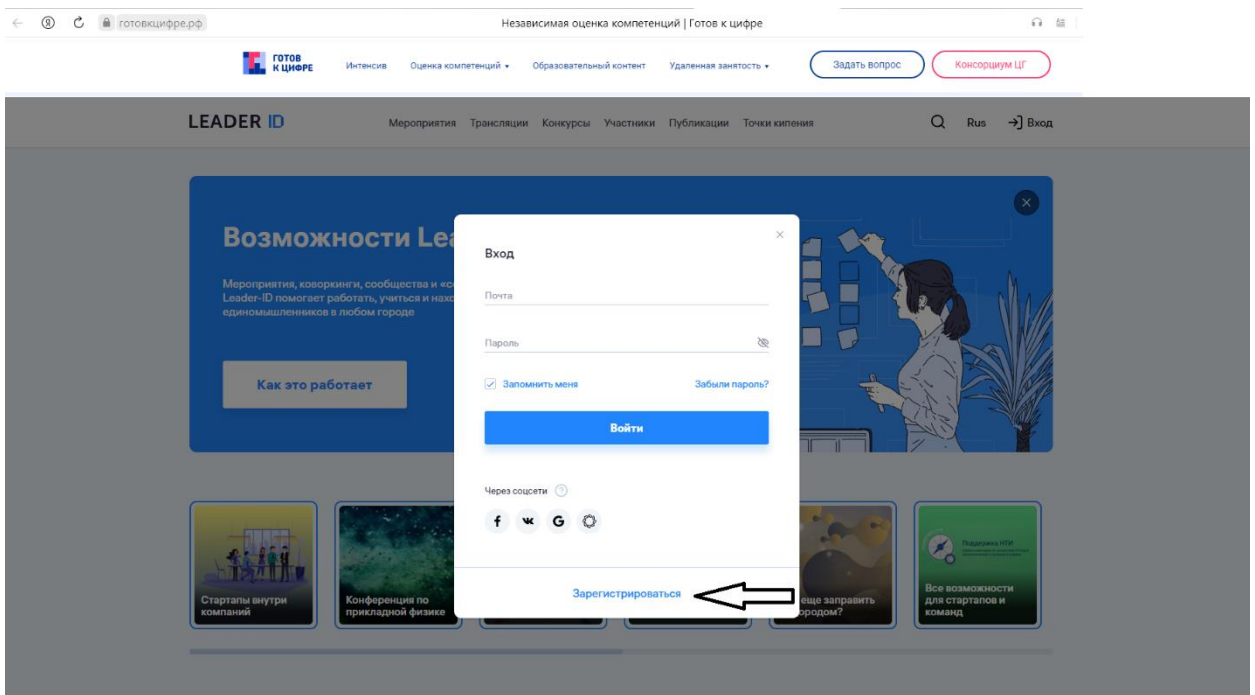 готовкцифре.рф
Независимая оценка компетенций | Готов к цифре
ГОТОВ
К ЦИФРЕ
Интенсив Оценка компетенций Образовательный контент Удаленная занятость Задать вопрос Консорциум ЦГ
LEADER ID Мероприятия Трансляции Конкурсы Участники Публикации Точки кипения Rus Вход
Возможности Lea
Мероприятия, коворкинги, сообщества и
Leader-ID помогает работать, учиться и нахо
единомышленников в любом городе
Как это работает
Вход
Почта
Пароль
Запомнить меня Забыли пароль?
Войти
Через соцсети
Зарегистрироваться
Стартапы внутри
компаний
Конференция по
прикладной физике
еще заправить
ородом?
Поддержка НТИ
Все возможности
для стартапов и
команд